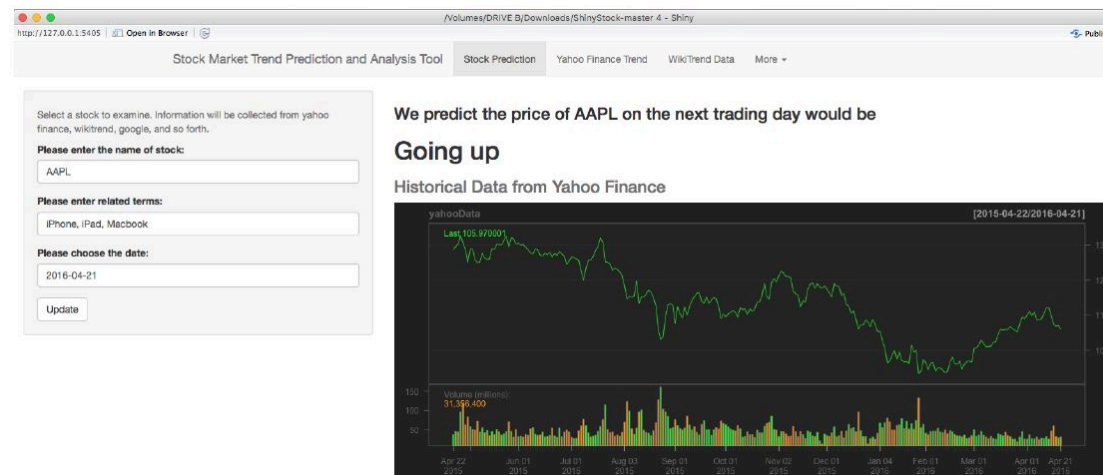 /Volumes/DRIVE B/Downloads/ShinyStock-master 4 - Shiny
http://127.0.0.1:5405 Open in Browser Publi
Stock Market Trend Prediction and Analysis Tool Stock Prediction Yahoo Finance Trend WikiTrend Data More
Select a stock to examine. Information will be collected from yahoo
finance, wikitrend, google, and so forth.
Please enter the name of stock:
AAPL
Please enter related terms:
iPhone, iPad, Macbook
Please choose the date:
2016-04-21
Update
We predict the price of AAPL on the next trading day would be
Going up
Historical Data from Yahoo Finance
yahooData [2015-04-22/2016-04-21]
Last 105.970001
Volume (millions):
31,356,400
150
100
50
Apr 22 Jun 01 Jul 01 Aug 03 Sep 01 Oct 01 Nov 02 Dec 01 Jan 04 Feb 01 Mar 01 Apr 01 Apr 21
2015 2015 2015 2015 2015 2015 2015 2015 2016 2016 2016 2016 2016